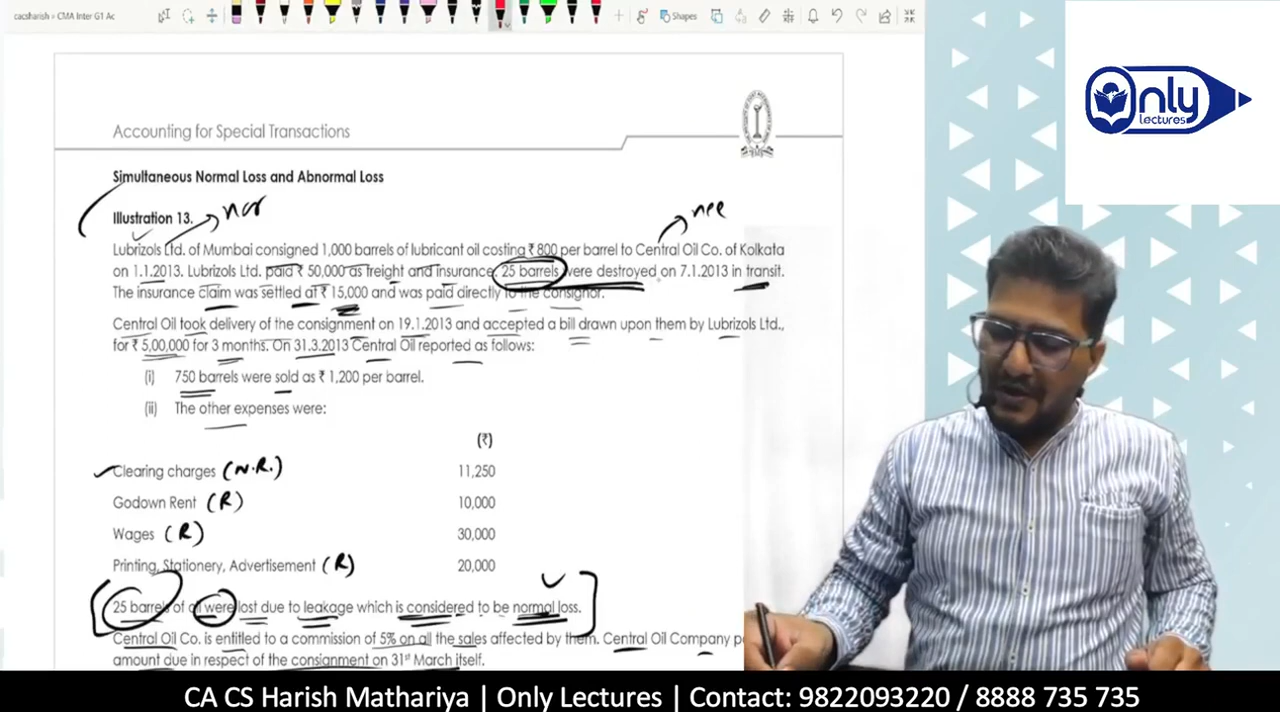 cacsharish > CMA Inter G1 Ac
Shapes
Only
Lectures
Accounting for Special Transactions
Simultaneous Normal Loss and Abnormal Loss
Illustration 13.
nor
nee
Lubrizols Ltd. of Mumbai consigned 1,000 barrels of lubricant oil costing ₹ 800 per barrel to Central Oil Co. of Kolkata
on 1.1.2013. Lubrizols Ltd. paid ₹ 50,000 as freight and insurance. 25 barrels were destroyed on 7.1.2013 in transit.
The insurance claim was settled at ₹ 15,000 and was paid directly to the consignor.
Central Oil took delivery of the consignment on 19.1.2013 and accepted a bill drawn upon them by Lubrizols Ltd.,
for ₹ 5,00,000 for 3 months. On 31.3.2013 Central Oil reported as follows:
(i) 750 barrels were sold as ₹ 1,200 per barrel.
(ii) The other expenses were:
(₹)
Clearing charges (N.R.) 11,250
Godown Rent (R) 10,000
Wages (R) 30,000
Printing, Stationery, Advertisement (R) 20,000
25 barrels of oil were lost due to leakage which is considered to be normal loss.
Central Oil Co. is entitled to a commission of 5% on all the sales affected by them. Central Oil Company
amount due in respect of the consignment on 31st March itself.
CA CS Harish Mathariya | Only Lectures | Contact: 9822093220 / 8888 735 735